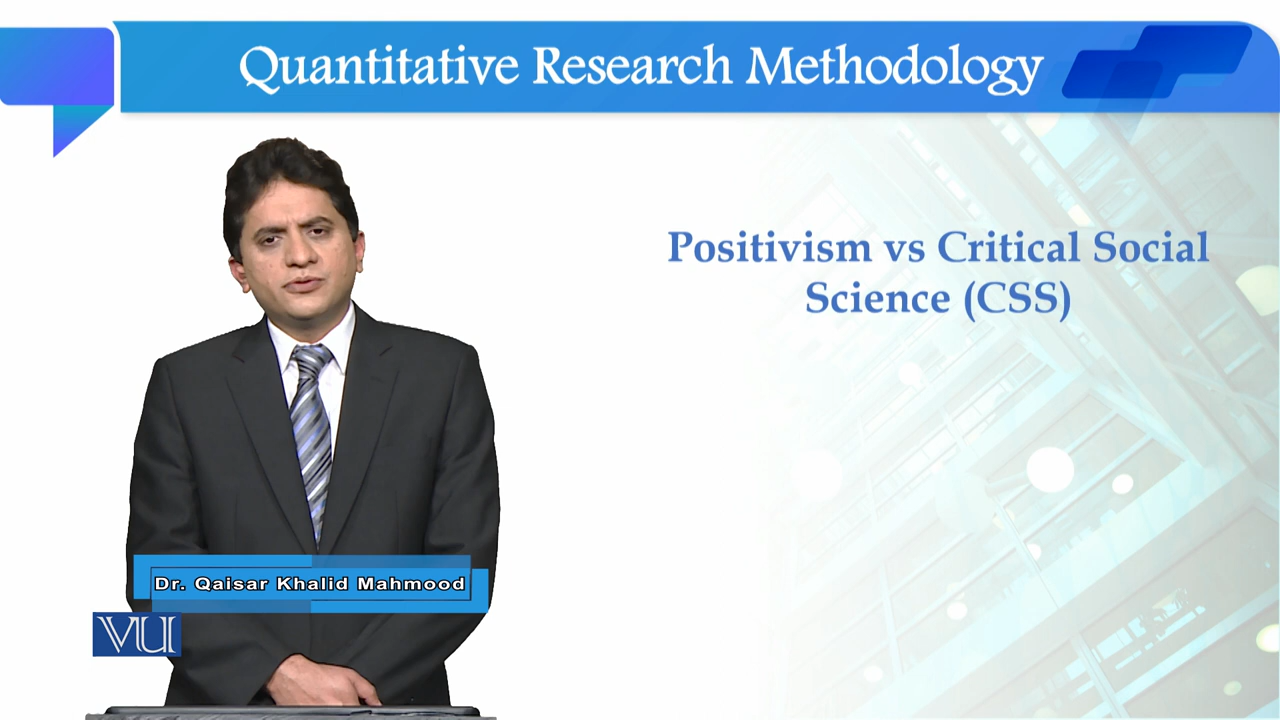 Quantitative Research Methodology
Positivism vs Critical Social
Science (CSS)
Dr. Qaisar Khalid Mahmood
VU